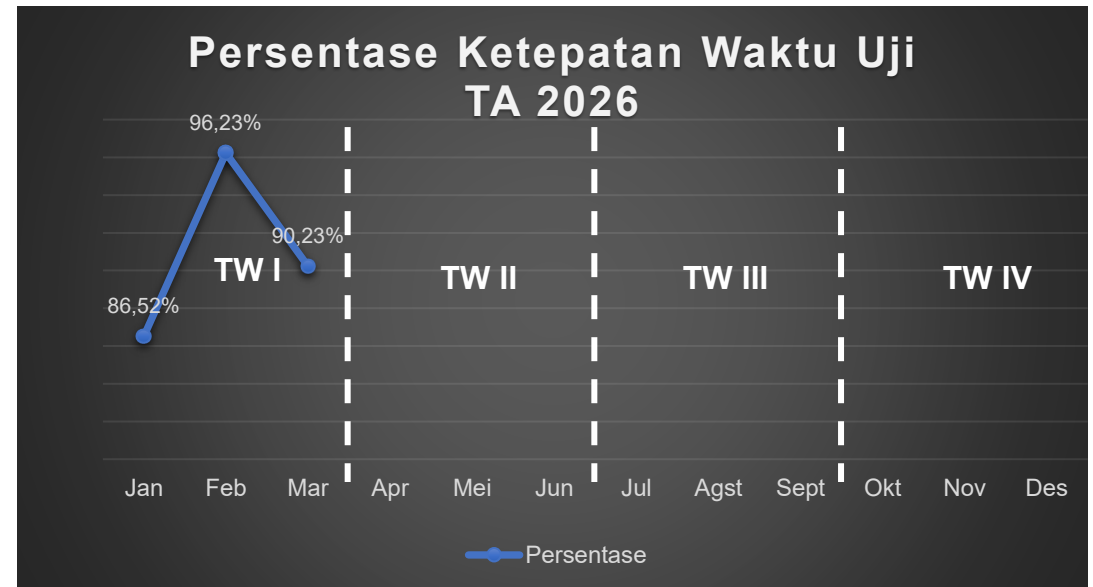 Persentase Ketepatan Waktu Uji
TA 2026
96,23%
90,23%
86,52%
TW I
TW II
TW III
TW IV
Jan Feb Mar Apr Mei Jun Jul Agst Sept Okt Nov Des
Persentase